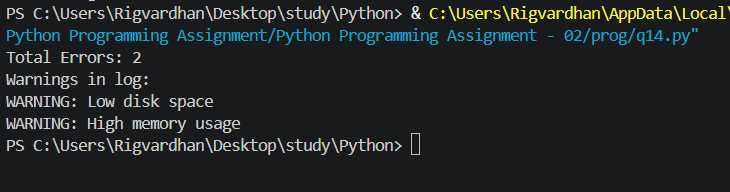 PS C:\Users\Rigvardhan\Desktop\study\Python> & C:\Users\Rigvardhan\AppData\Local\
Python Programming Assignment/Python Programming Assignment - 02/prog/q14.py"
Total Errors: 2
Warnings in log:
WARNING: Low disk space
WARNING: High memory usage
PS C:\Users\Rigvardhan\Desktop\study\Python>